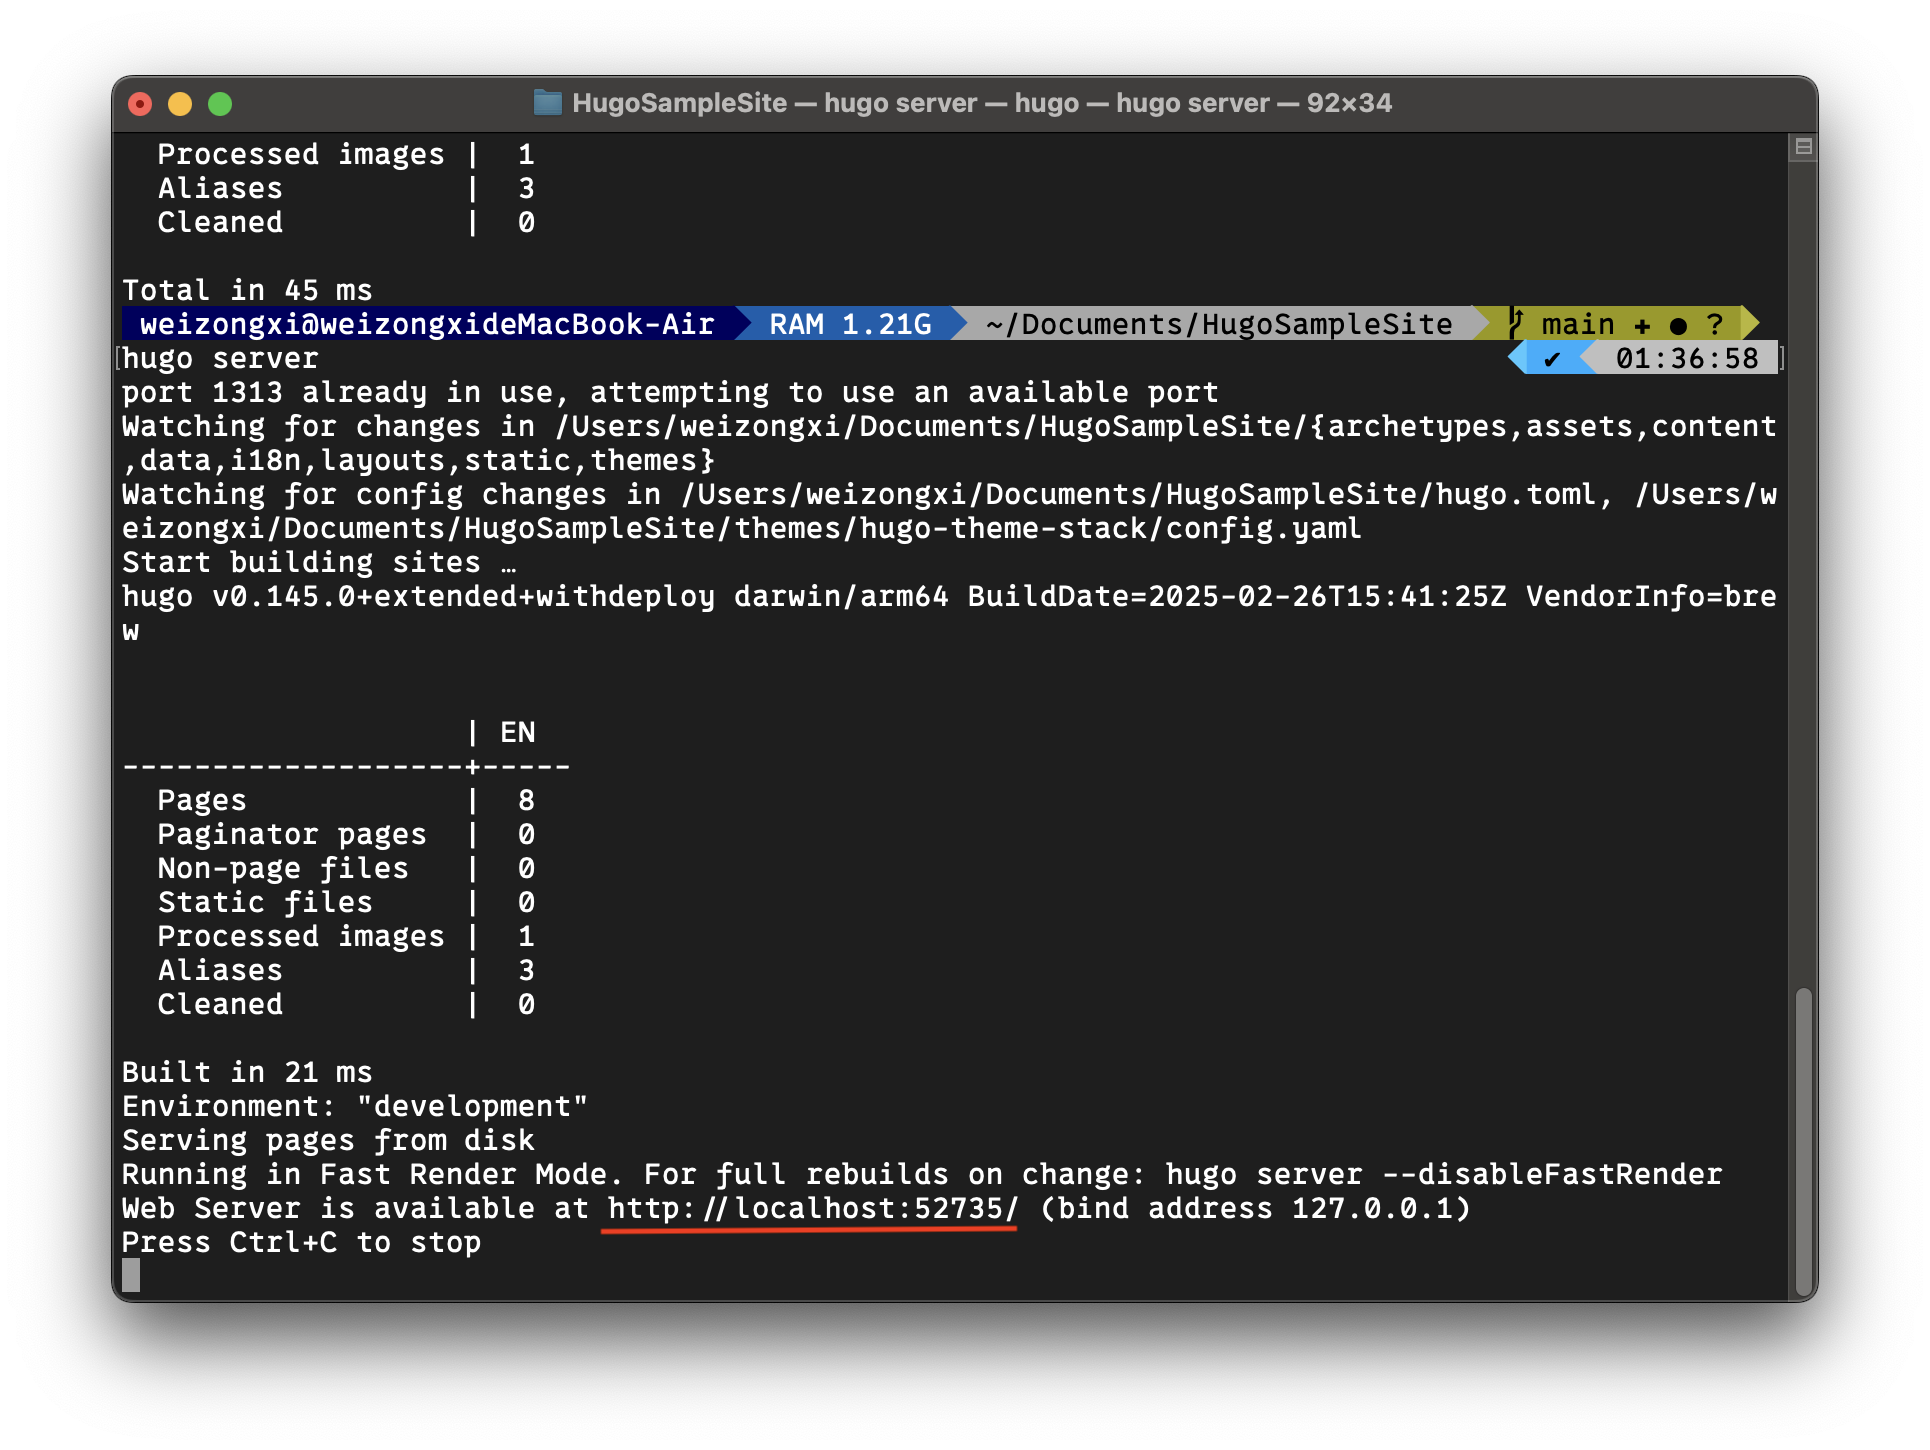 HugoSampleSite — hugo server — hugo — hugo server — 92×34
Processed images | 1
Aliases | 3
Cleaned | 0
Total in 45 ms
weizongxi@weizongxideMacBook-Air RAM 1.21G ~/Documents/HugoSampleSite main + ● ?
[hugo server ✔ 01:36:58 ]
port 1313 already in use, attempting to use an available port
Watching for changes in /Users/weizongxi/Documents/HugoSampleSite/{archetypes,assets,content
,data,i18n,layouts,static,themes}
Watching for config changes in /Users/weizongxi/Documents/HugoSampleSite/hugo.toml, /Users/w
eizongxi/Documents/HugoSampleSite/themes/hugo-theme-stack/config.yaml
Start building sites …
hugo v0.145.0+extended+withdeploy darwin/arm64 BuildDate=2025-02-26T15:41:25Z VendorInfo=bre
w
| EN
-------------------+-----
Pages | 8
Paginator pages | 0
Non-page files | 0
Static files | 0
Processed images | 1
Aliases | 3
Cleaned | 0
Built in 21 ms
Environment: "development"
Serving pages from disk
Running in Fast Render Mode. For full rebuilds on change: hugo server --disableFastRender
Web Server is available at http://localhost:52735/ (bind address 127.0.0.1)
Press Ctrl+C to stop